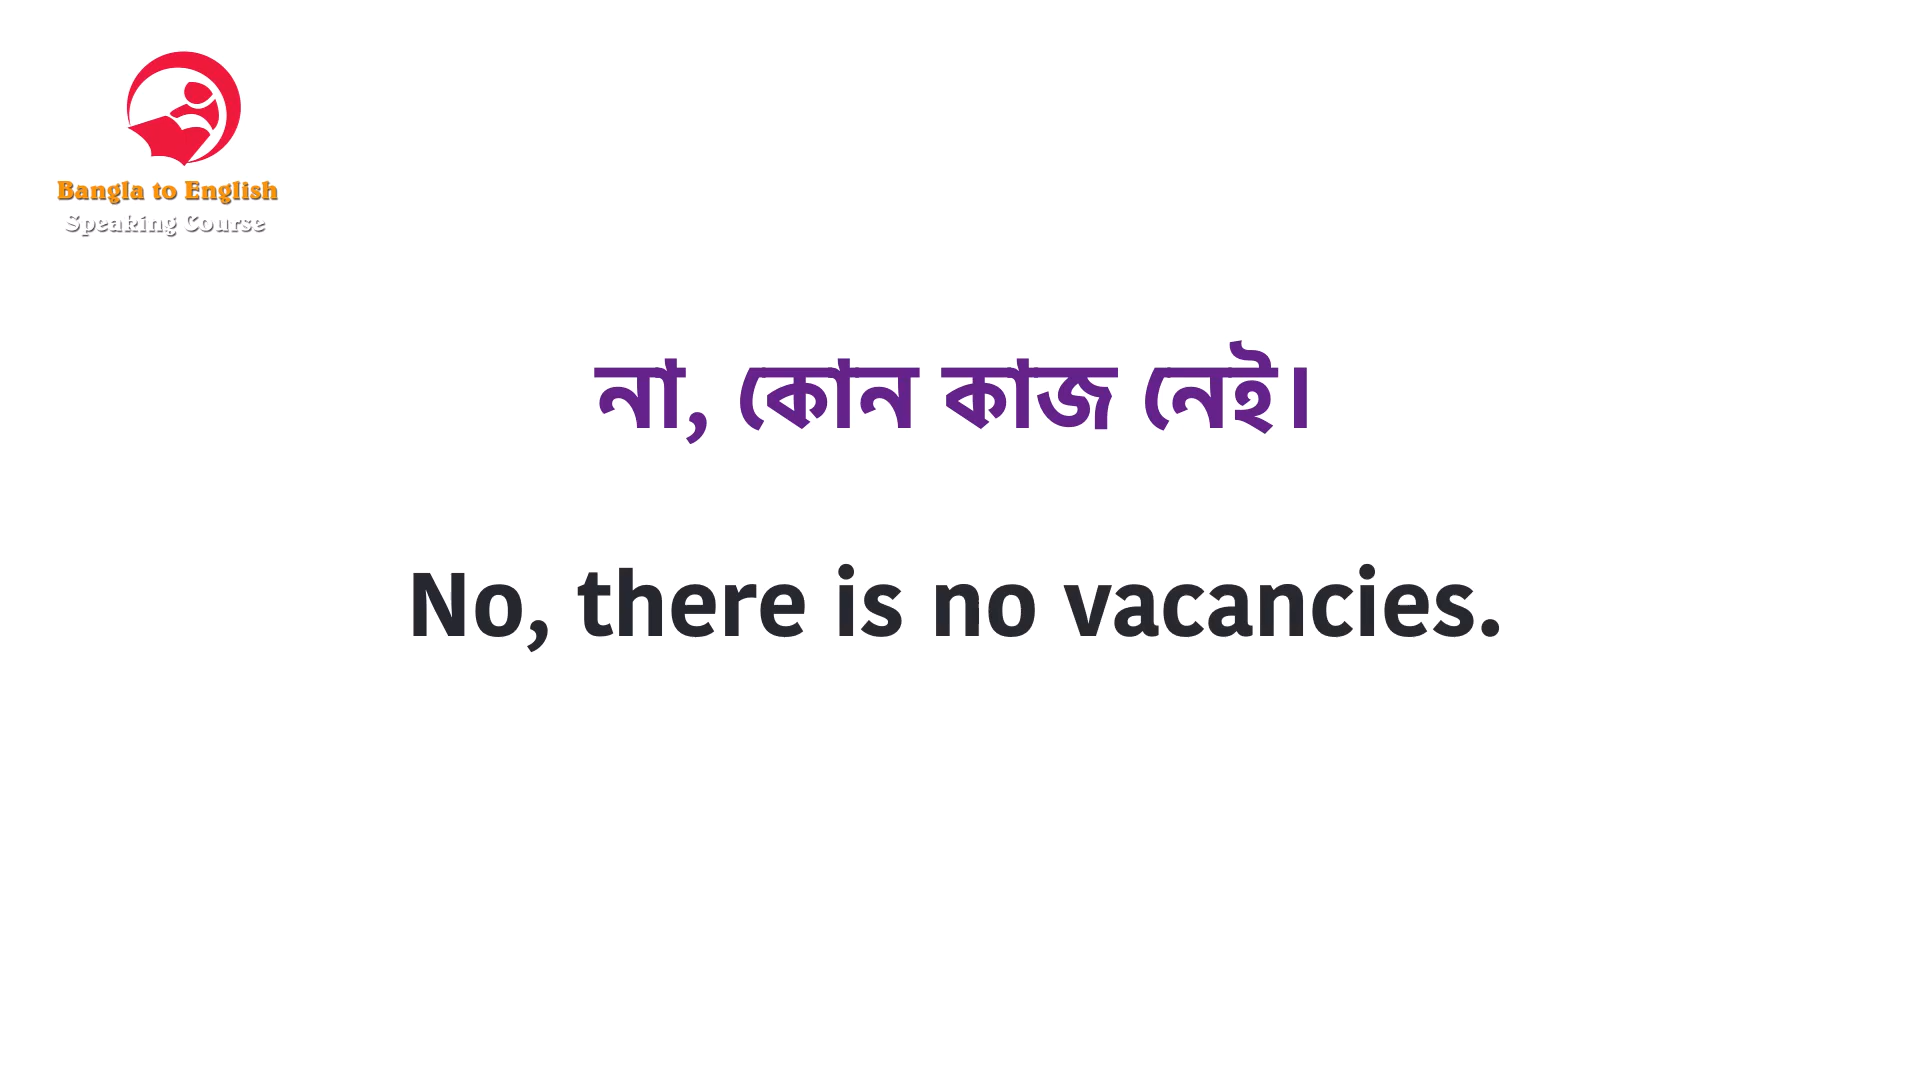 Bangla to English
Speaking Course
না, কোন কাজ নেই।
No, there is no vacancies.